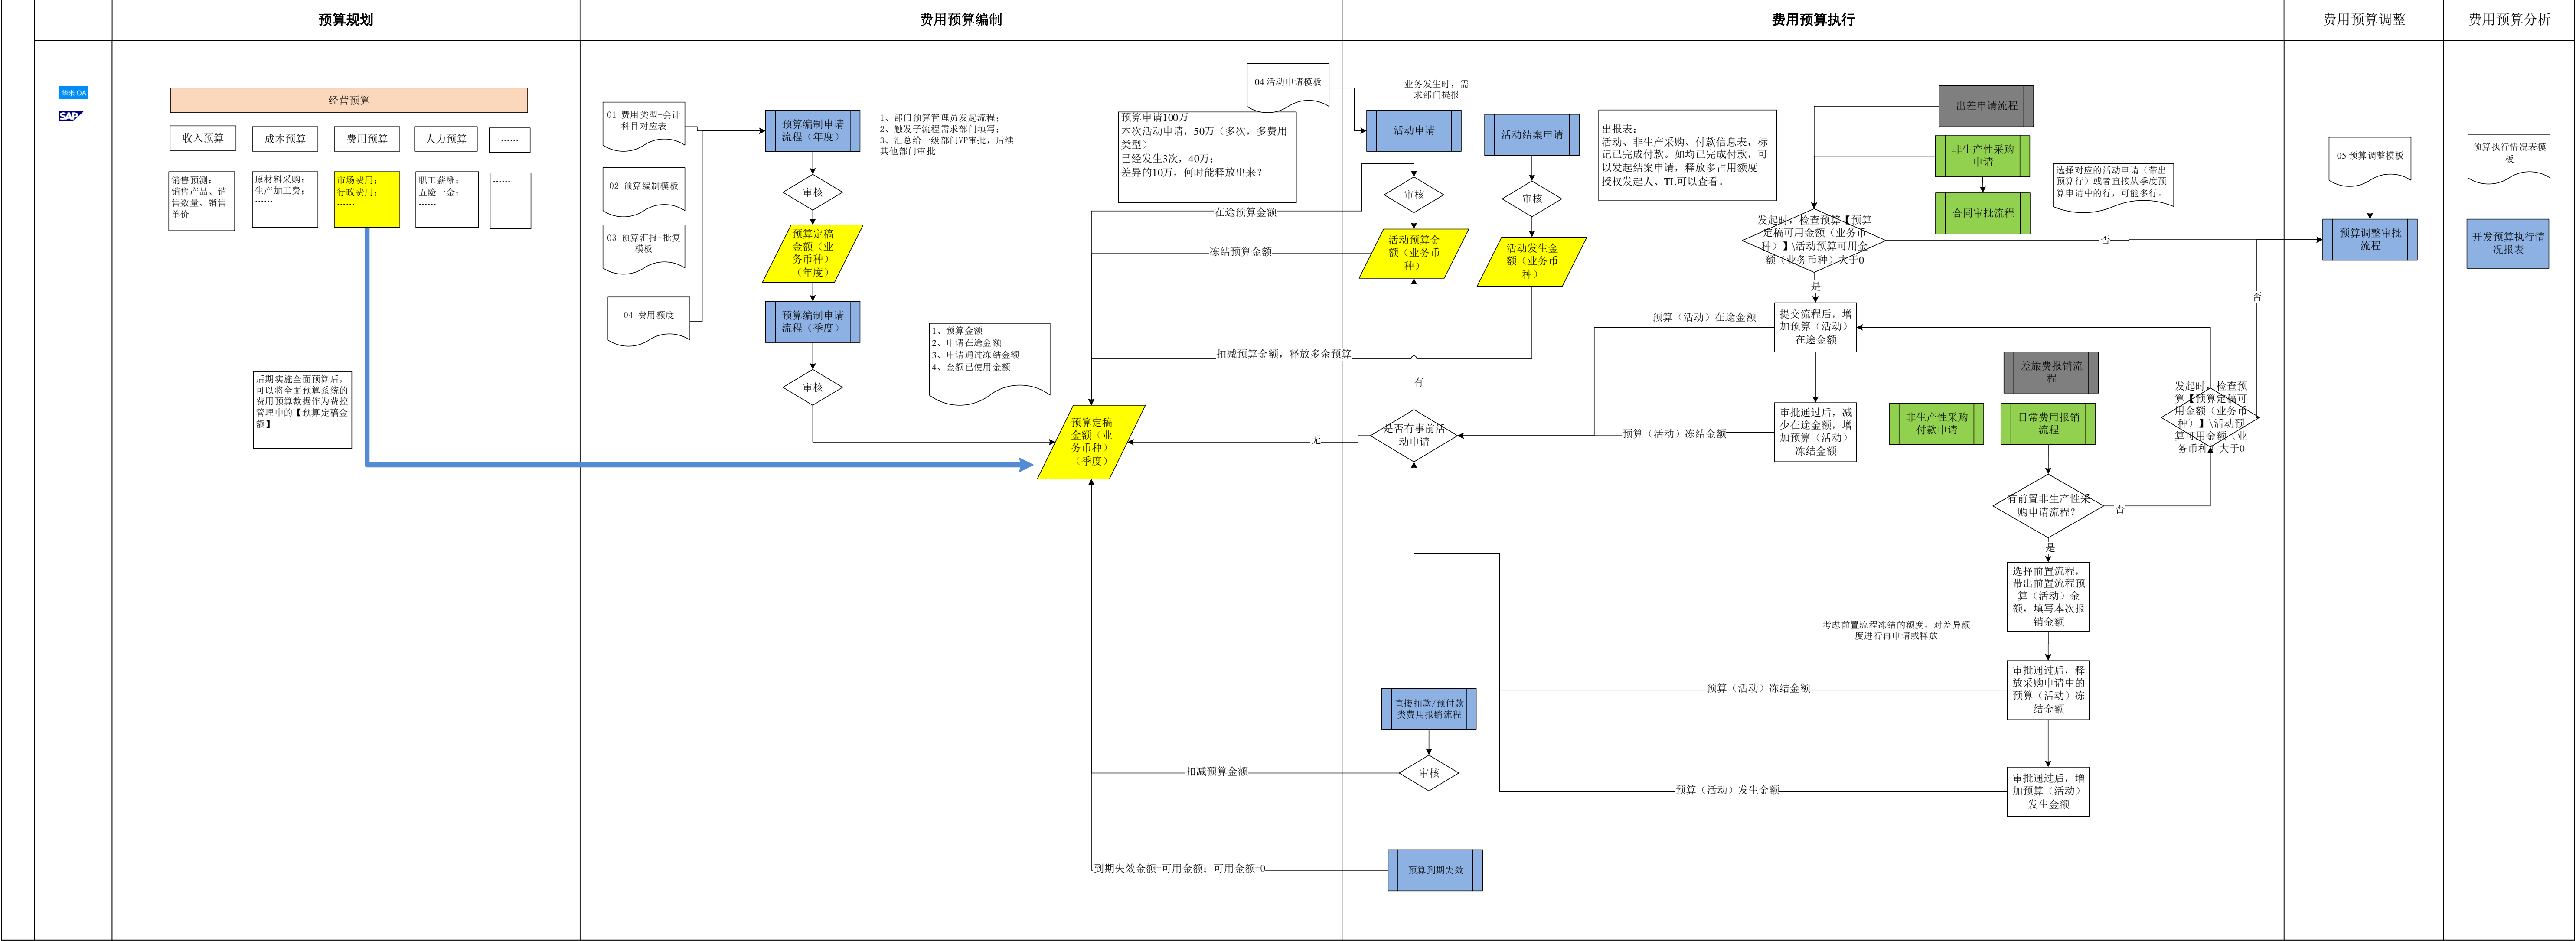 预算规划
费用预算编制
费用预算执行
费用预算调整
费用预算分析
华米 OA
SAP
经营预算
收入预算
成本预算
费用预算
人力预算
……
销售预测;
销售产品、销
售数量、销售
单价
原材料采购;
生产加工费;
……
市场费用;
行政费用;
……
职工薪酬;
五险一金;
……
……
后期实施全面预算后,
可以将全面预算系统的
费用预算数据作为费控
管理中的【预算定稿金
额】
01 费用类型-会计
科目对应表
02 预算编制模板
03 预算汇报-批复
模板
04 费用额度
预算编制申请
流程（年度）
审核
预算定稿
金额（业
务币种）
（年度）
预算编制申请
流程（季度）
审核
1、部门预算管理员发起流程;
2、触发子流程需求部门填写;
3、汇总给一级部门VP审批，后续
其他部门审批
1、预算金额
2、申请在途金额
3、申请通过冻结金额
4、金额已使用金额
预算定稿
金额（业
务币种）
（季度）
04 活动申请模板
预算申请100万
本次活动申请，50万（多次，多费用
类型）
已经发生3次，40万;
差异的10万，何时能释放出来？
在途预算金额
冻结预算金额
扣减预算金额，释放多余预算
无
扣减预算金额
到期失效金额=可用金额; 可用金额=0
业务发生时，需
求部门提报
活动申请
审核
活动预算金
额（业务币
种）
有
是否有事前活
动申请
活动结案申请
审核
活动发生金
额（业务币
种）
直接扣款/预付款
类费用报销流程
审核
预算到期失效
出报表:
活动、非生产采购、付款信息表，标
记已完成付款。如均已完成付款，可
以发起结案申请，释放多占用额度
授权发起人、TL可以查看。
出差申请流程
非生产性采购
申请
合同审批流程
选择对应的活动申请（带出
预算行）或者直接从季度预
算申请中的行，可能多行。
发起时，检查预算【预算
定稿可用金额（业务币
种）】\活动预算可用金
额（业务币种）大于0
否
是
提交流程后，增
加预算（活动）
在途金额
预算（活动）在途金额
审批通过后，减
少在途金额，增
加预算（活动）
冻结金额
预算（活动）冻结金额
差旅费报销流
程
非生产性采购
付款申请
日常费用报销
流程
发起时，检查预
算【预算定稿可
用金额（业务币
种）】\活动预
算可用金额（业
务币种）大于0
否
有前置非生产性采
购申请流程？
否
是
选择前置流程，
带出前置流程预
算（活动）金
额，填写本次报
销金额
考虑前置流程冻结的额度，对差异额
度进行再申请或释放
审批通过后，释
放采购申请中的
预算（活动）冻
结金额
预算（活动）冻结金额
审批通过后，增
加预算（活动）
发生金额
预算（活动）发生金额
05 预算调整模板
预算调整审批
流程
预算执行情况表模
板
开发预算执行情
况报表